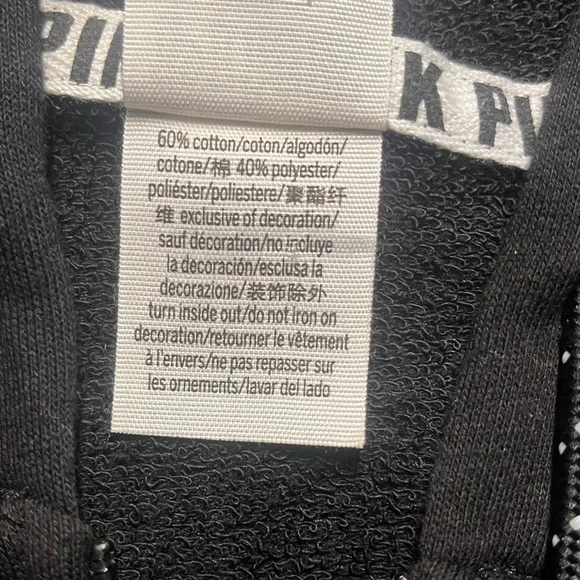 PIN
K PI
60% cotton/coton/algodón/
cotone/棉 40% polyester/
poliéster/poliestere/聚酯纤
维 exclusive of decoration/
sauf décoration/no incluye
la decoración/esclusa la
decorazione/装饰除外
turn inside out/do not iron on
decoration/retourner le vêtement
à l'envers/ne pas repasser sur
les ornements/lavar del lado